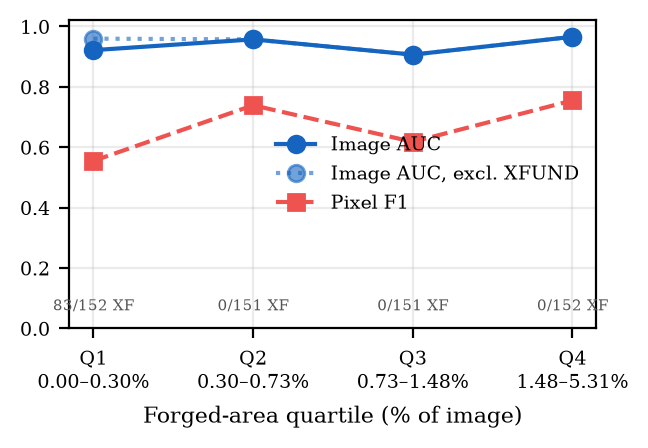 1.0
0.8
0.6
0.4
0.2
0.0
Image AUC
Image AUC, excl. XFUND
Pixel F1
83/152 XF 0/151 XF 0/151 XF 0/152 XF
Q1 Q2 Q3 Q4
0.00–0.30% 0.30–0.73% 0.73–1.48% 1.48–5.31%
Forged-area quartile (% of image)